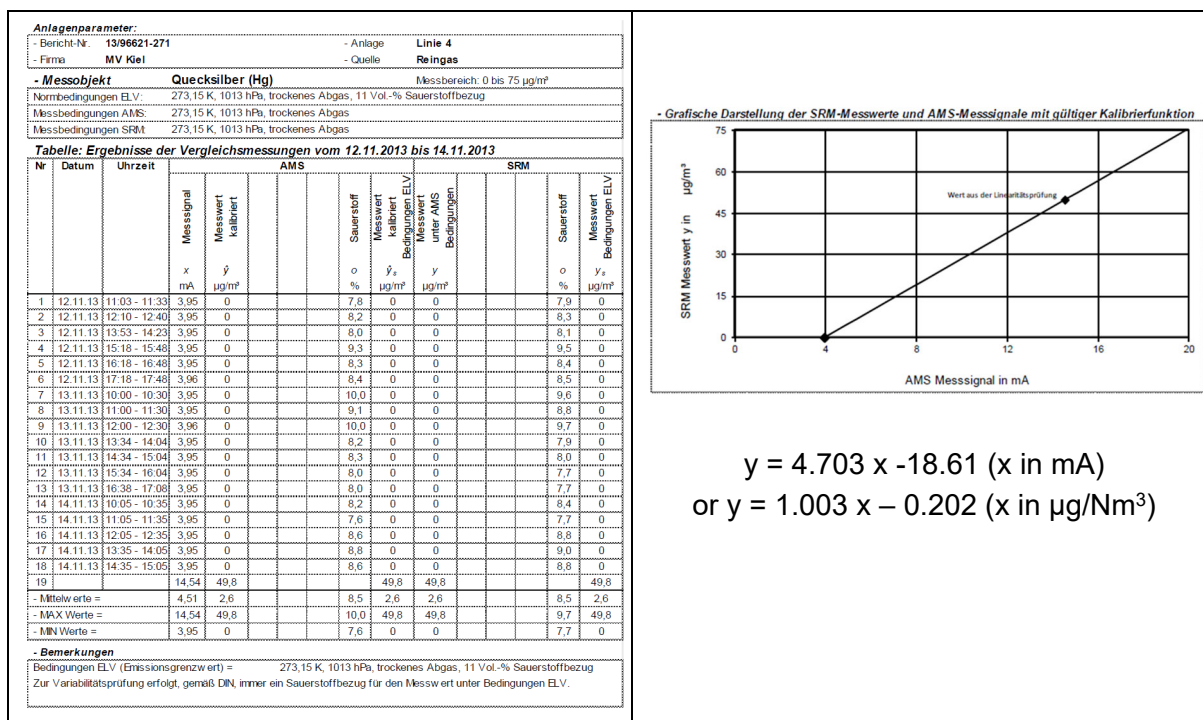 Anlagenparameter:
- Bericht-Nr. 13/96621-271 - Anlage Linie 4
- Firma MV Kiel - Quelle Reingas
- Messobjekt Quecksilber (Hg) Messbereich: 0 bis 75 µg/m³
Normbedingungen ELV: 273,15 K, 1013 hPa, trockenes Abgas, 11 Vol.-% Sauerstoffbezug
Messbedingungen AMS: 273,15 K, 1013 hPa, trockenes Abgas
Messbedingungen SRM: 273,15 K, 1013 hPa, trockenes Abgas
Tabelle: Ergebnisse der Vergleichsmessungen vom 12.11.2013 bis 14.11.2013
Nr Datum Uhrzeit AMS SRM
Messsignal
Messwert kalibriert
Sauerstoff
Messwert kalibriert Bedingungen ELV
Messwert unter AMS Bedingungen
Sauerstoff
Messwert Bedingungen ELV
x ŷ o ŷs y o ys
mA µg/m³ % µg/m³ µg/m³ % µg/m³
1 12.11.13 11:03 - 11:33 3,95 0 7,8 0 0 7,9 0
2 12.11.13 12:10 - 12:40 3,95 0 8,2 0 0 8,3 0
3 12.11.13 13:53 - 14:23 3,95 0 8,0 0 0 8,1 0
4 12.11.13 15:18 - 15:48 3,95 0 9,3 0 0 9,5 0
5 12.11.13 16:18 - 16:48 3,95 0 8,3 0 0 8,4 0
6 12.11.13 17:18 - 17:48 3,96 0 8,4 0 0 8,5 0
7 13.11.13 10:00 - 10:30 3,95 0 10,0 0 0 9,6 0
8 13.11.13 11:00 - 11:30 3,95 0 9,1 0 0 8,8 0
9 13.11.13 12:00 - 12:30 3,96 0 10,0 0 0 9,7 0
10 13.11.13 13:34 - 14:04 3,95 0 8,2 0 0 7,9 0
11 13.11.13 14:34 - 15:04 3,95 0 8,3 0 0 8,0 0
12 13.11.13 15:34 - 16:04 3,95 0 8,0 0 0 7,7 0
13 13.11.13 16:38 - 17:08 3,95 0 8,0 0 0 7,7 0
14 14.11.13 10:05 - 10:35 3,95 0 8,2 0 0 8,4 0
15 14.11.13 11:05 - 11:35 3,95 0 7,6 0 0 7,7 0
16 14.11.13 12:05 - 12:35 3,95 0 8,6 0 0 8,8 0
17 14.11.13 13:35 - 14:05 3,95 0 8,8 0 0 9,0 0
18 14.11.13 14:35 - 15:05 3,95 0 8,6 0 0 8,8 0
19 14,54 49,8 49,8 49,8 49,8
- Mittelwerte = 4,51 2,6 8,5 2,6 2,6 8,5 2,6
- MAX Werte = 14,54 49,8 10,0 49,8 49,8 9,7 49,8
- MIN Werte = 3,95 0 7,6 0 0 7,7 0
- Bemerkungen
Bedingungen ELV (Emissionsgrenzwert) = 273,15 K, 1013 hPa, trockenes Abgas, 11 Vol.-% Sauerstoffbezug
Zur Variabilitätsprüfung erfolgt, gemäß DIN, immer ein Sauerstoffbezug für den Messwert unter Bedingungen ELV.
- Grafische Darstellung der SRM-Messwerte und AMS-Messsignale mit gültiger Kalibrierfunktion
SRM Messwert y in µg/m³
75
60
45
30
15
0
Wert aus der Linearitätsprüfung
0 4 8 12 16 20
AMS Messsignal in mA
y = 4.703 x -18.61 (x in mA)
or y = 1.003 x – 0.202 (x in µg/Nm³)